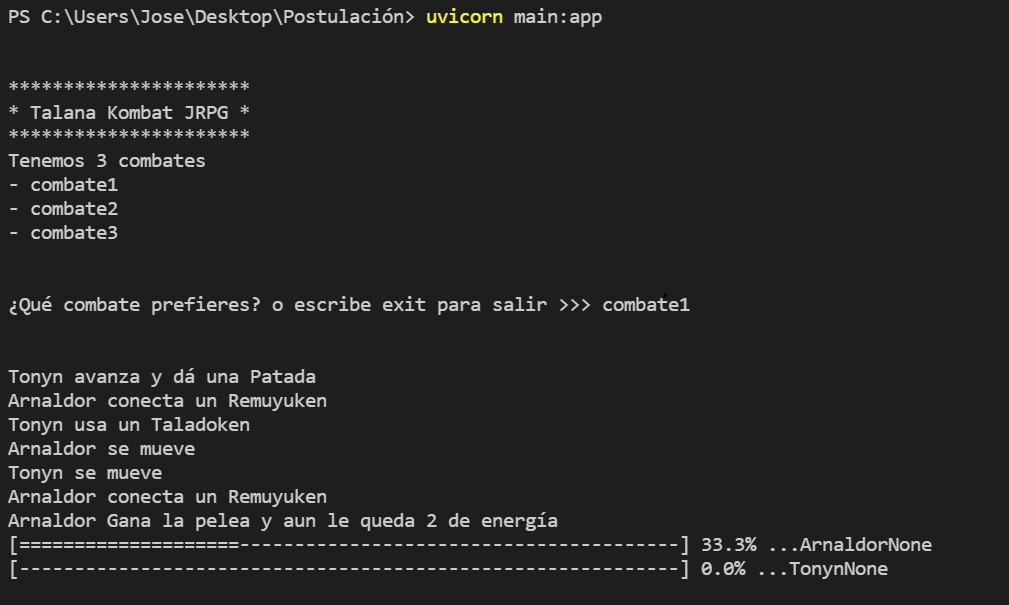 PS C:\Users\Jose\Desktop\Postulación> uvicorn main:app
**********************
* Talana Kombat JRPG *
**********************
Tenemos 3 combates
- combate1
- combate2
- combate3
¿Qué combate prefieres? o escribe exit para salir >>> combate1
Tonyn avanza y dá una Patada
Arnaldor conecta un Remuyuken
Tonyn usa un Taladoken
Arnaldor se mueve
Tonyn se mueve
Arnaldor conecta un Remuyuken
Arnaldor Gana la pelea y aun le queda 2 de energía
[====================----------------------------------------] 33.3% ...ArnaldorNone
[------------------------------------------------------------] 0.0% ...TonynNone